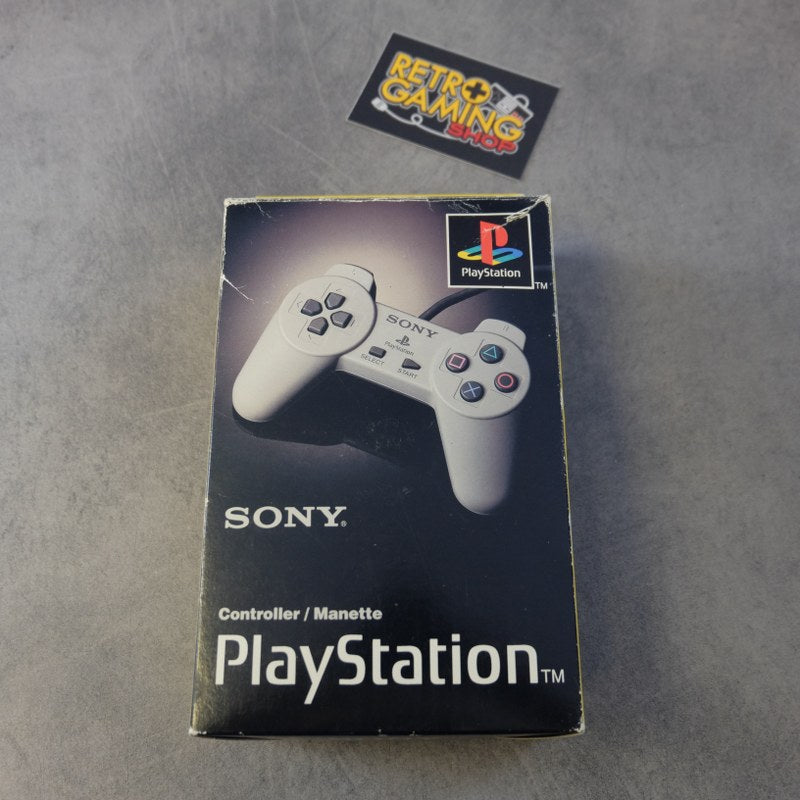 RETRO
GAMING
SHOP
PlayStation
TM
SONY
PlayStation
SELECT
START
SONY®
Controller / Manette
PlayStation TM